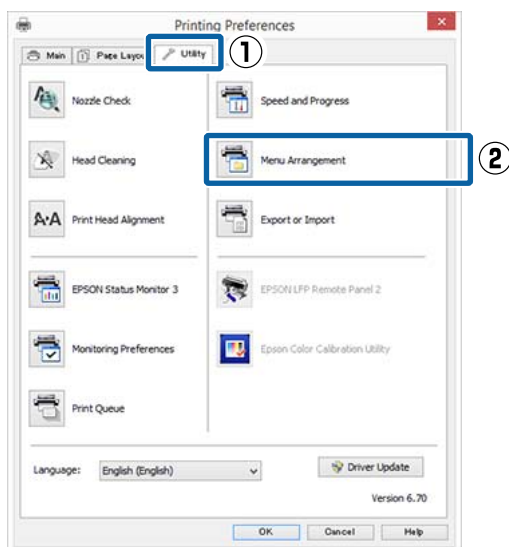 Printing Preferences
Main
Page Layou
Utility
①
Nozzle Check
Speed and Progress
Head Cleaning
Menu Arrangement
②
A·A
Print Head Alignment
Export or Import
EPSON Status Monitor 3
EPSON LFP Remote Panel 2
Monitoring Preferences
Epson Color Calibration Utility
Print Queue
Language:
English (English)
Driver Update
Version 6.70
OK
Cancel
Help